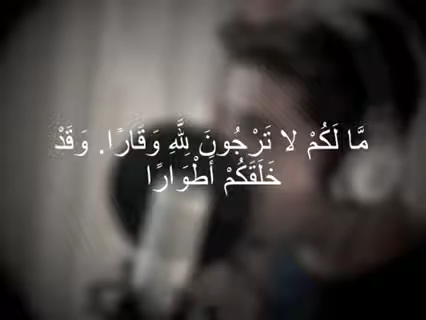 مَّا لَكُمْ لا تَرْجُونَ لِلَّهِ وَقَارًا. وَقَدْ
خَلَقَكُمْ أَطْوَارًا